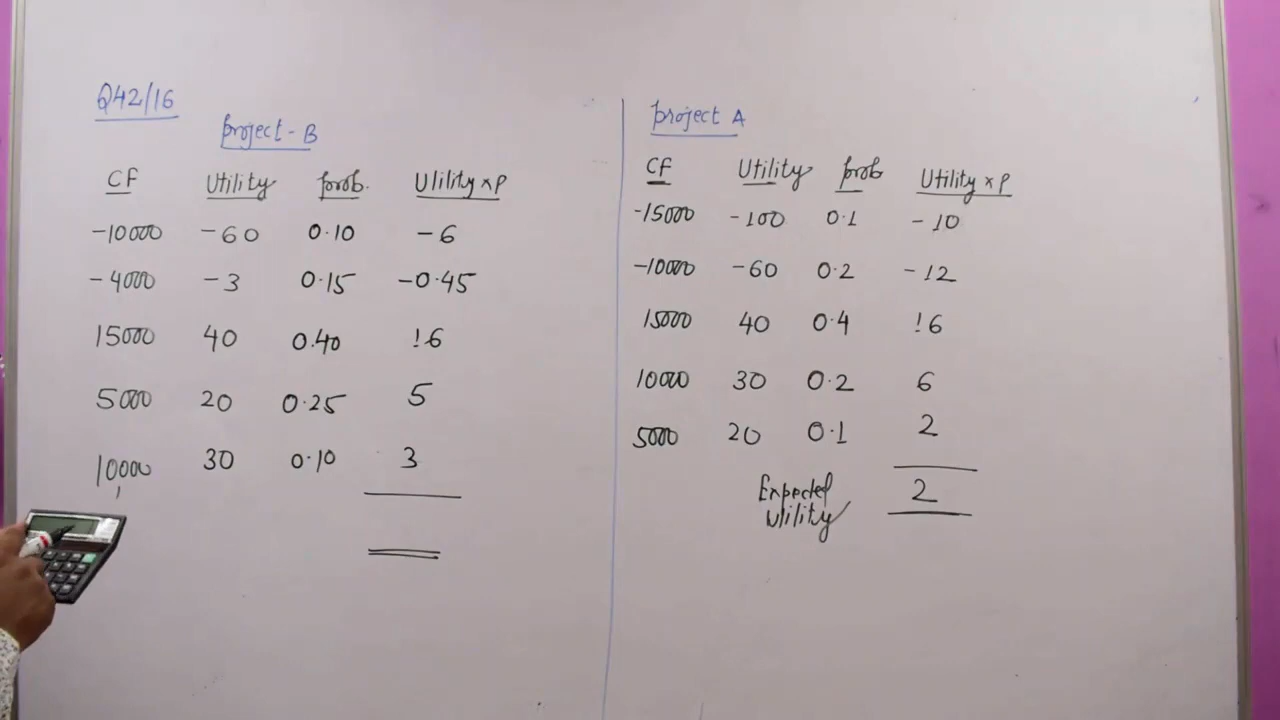 Q42/16
Project - B
CF Utility Prob. Utility x P
-10000 -60 0.10 -6
-4000 -3 0.15 -0.45
15000 40 0.40 16
5000 20 0.25 5
10000 30 0.10 3
Project A
CF Utility Prob Utility x P
-15000 -100 0.1 -10
-10000 -60 0.2 -12
15000 40 0.4 16
10000 30 0.2 6
5000 20 0.1 2
Expected 2
Utility